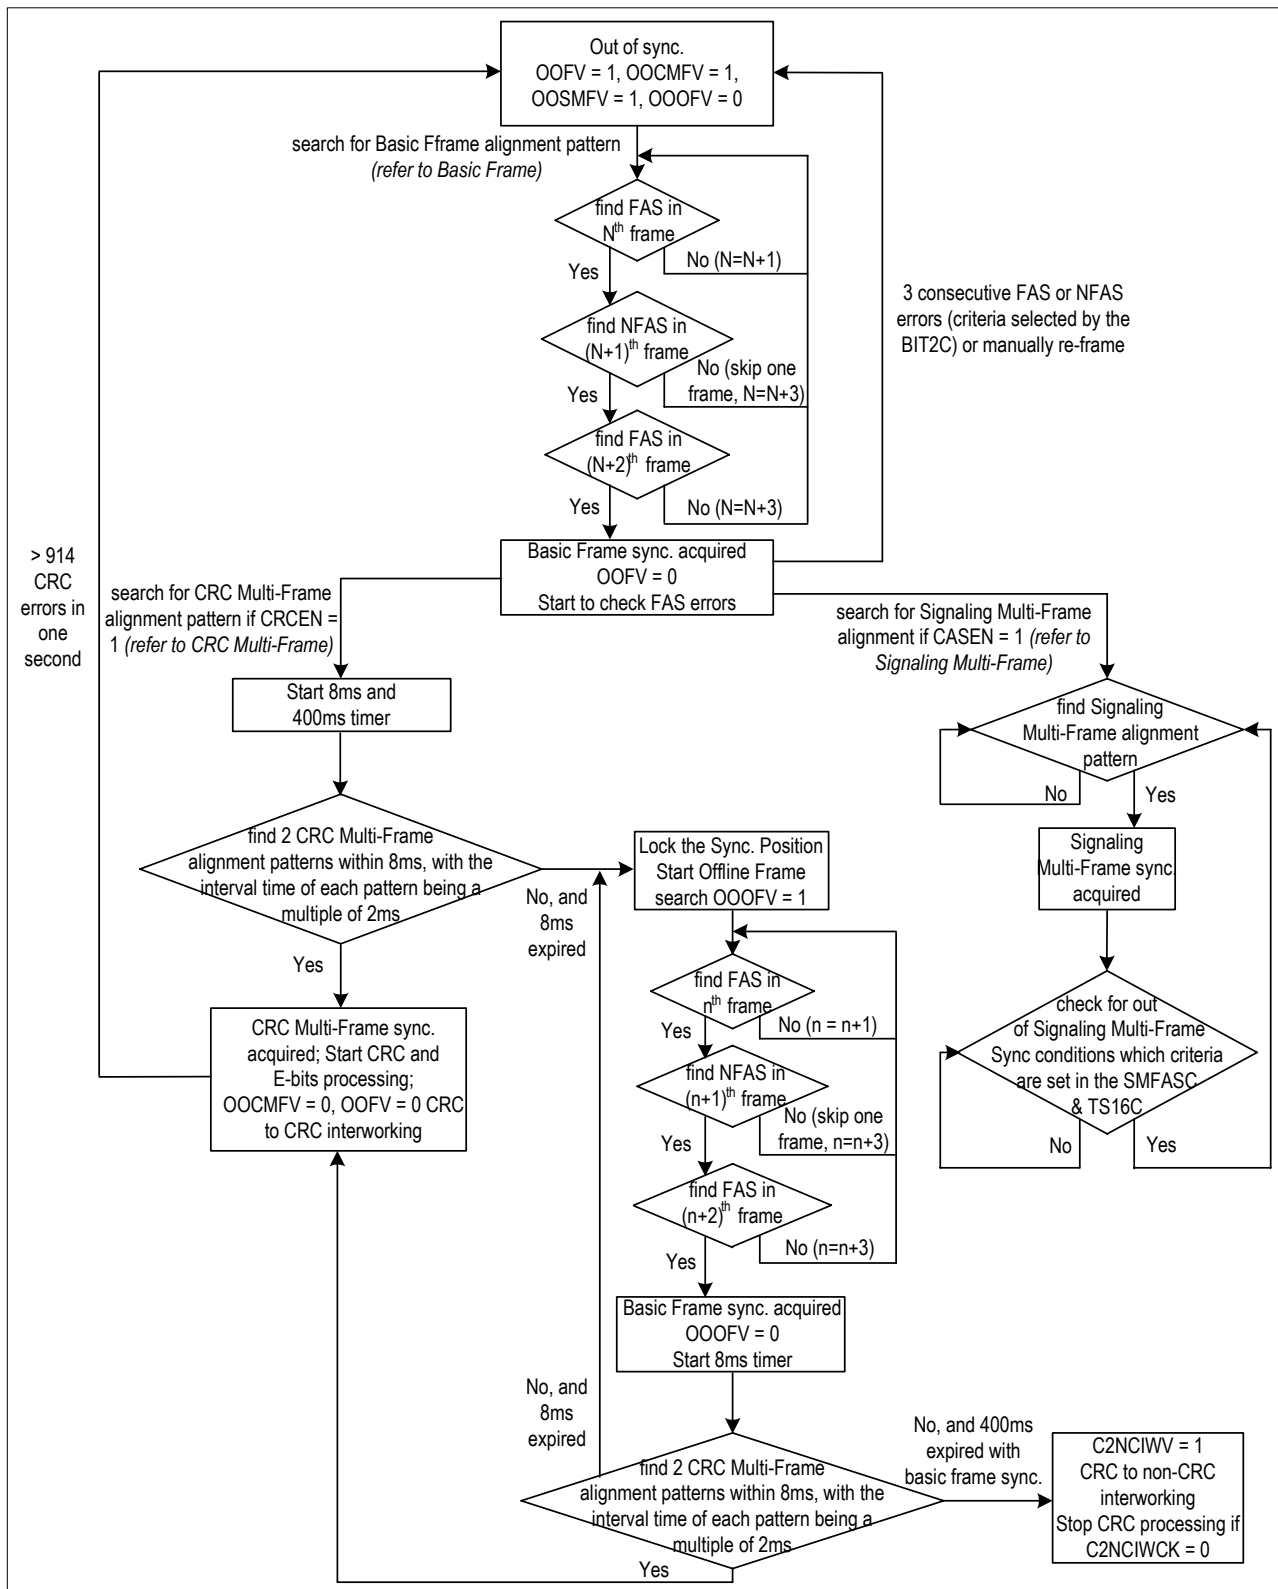 Out of sync.
OOFV = 1, OOCMFV = 1,
OOSMFV = 1, OOOFV = 0
search for Basic Fframe alignment pattern
(refer to Basic Frame)
find FAS in
Nth frame
No (N=N+1)
Yes
find NFAS in
(N+1)th frame
No (skip one
frame, N=N+3)
Yes
find FAS in
(N+2)th frame
No (N=N+3)
Yes
3 consecutive FAS or NFAS
errors (criteria selected by the
BIT2C) or manually re-frame
Basic Frame sync. acquired
OOFV = 0
Start to check FAS errors
> 914
CRC
errors in
one
second
search for CRC Multi-Frame
alignment pattern if CRCEN =
1 (refer to CRC Multi-Frame)
search for Signaling Multi-Frame
alignment if CASEN = 1 (refer to
Signaling Multi-Frame)
Start 8ms and
400ms timer
find 2 CRC Multi-Frame
alignment patterns within 8ms, with the
interval time of each pattern being a
multiple of 2ms
No, and
8ms
expired
Yes
CRC Multi-Frame sync.
acquired; Start CRC and
E-bits processing;
OOCMFV = 0, OOFV = 0 CRC
to CRC interworking
Lock the Sync. Position
Start Offline Frame
search OOOFV = 1
find FAS in
nth frame
No (n = n+1)
Yes
find NFAS in
(n+1)th frame
No (skip one
frame, n=n+3)
Yes
find FAS in
(n+2)th frame
No (n=n+3)
Yes
Basic Frame sync. acquired
OOOFV = 0
Start 8ms timer
No, and
8ms
expired
find 2 CRC Multi-Frame
alignment patterns within 8ms, with the
interval time of each pattern being a
multiple of 2ms
Yes
No, and 400ms
expired with
basic frame sync.
C2NCIWV = 1
CRC to non-CRC
interworking
Stop CRC processing if
C2NCIWCK = 0
find Signaling
Multi-Frame alignment
pattern
No
Yes
Signaling
Multi-Frame sync.
acquired
check for out
of Signaling Multi-Frame
Sync conditions which criteria
are set in the SMFASC
& TS16C
No
Yes